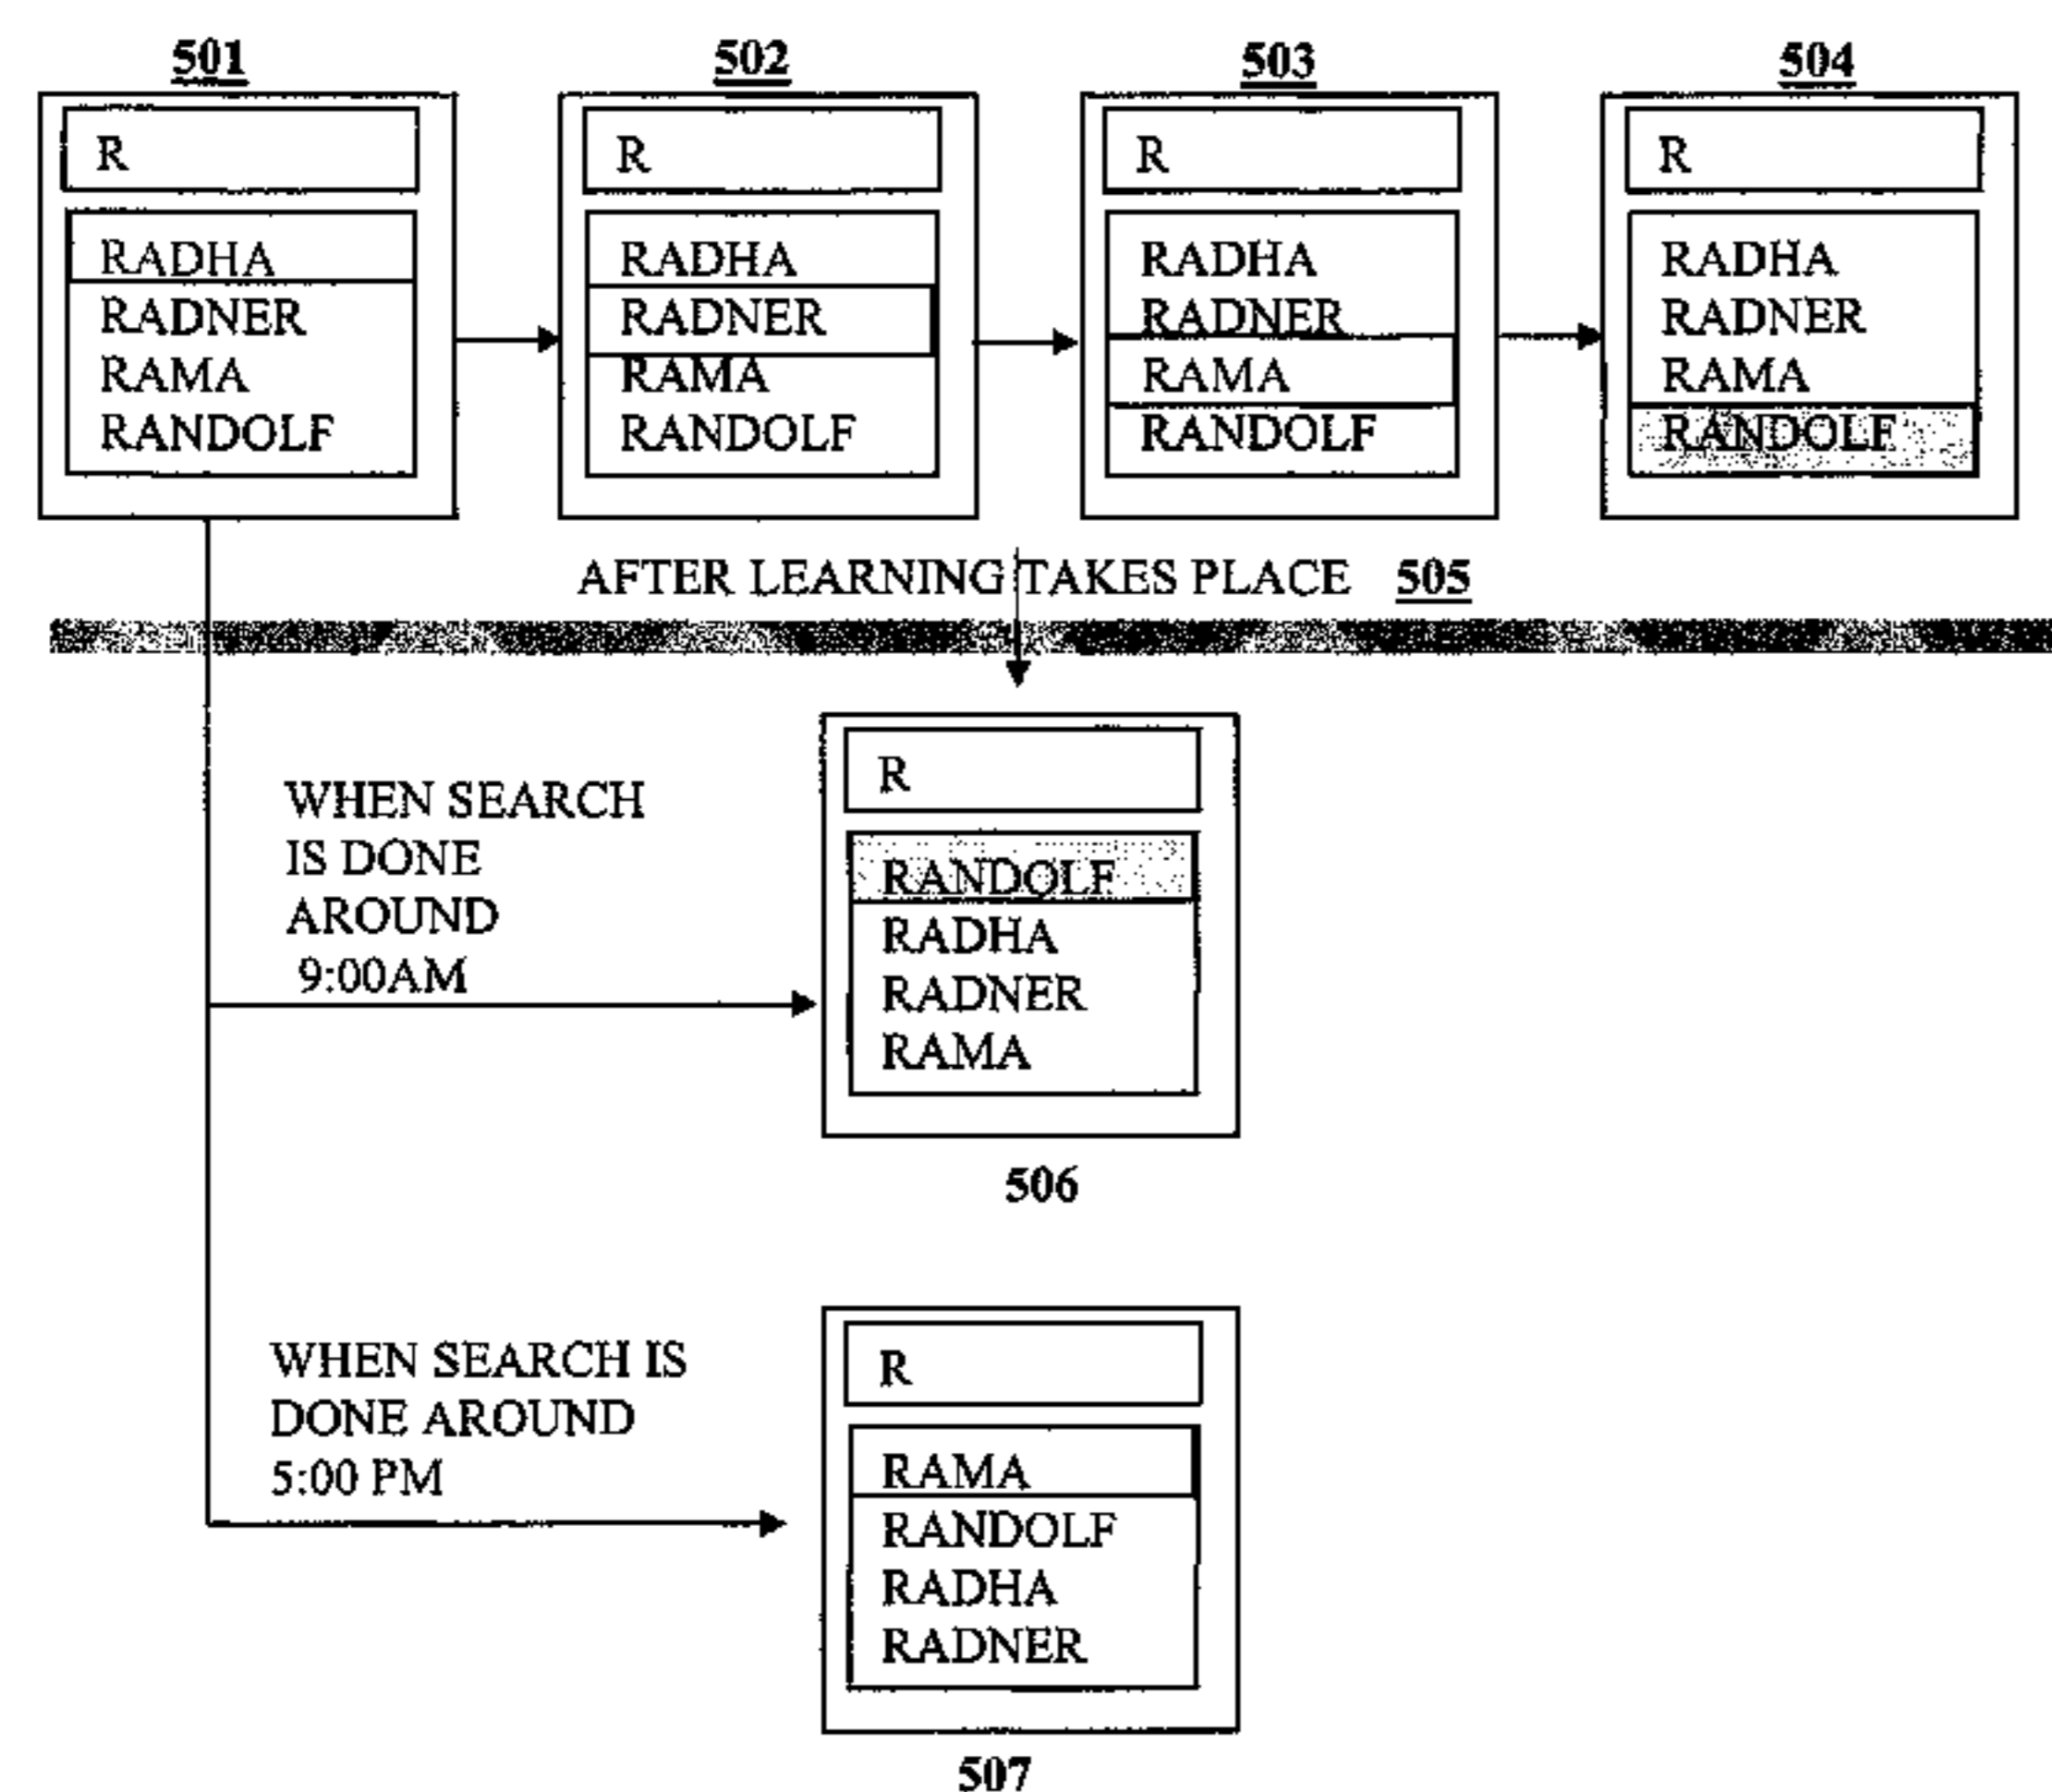 501
R
RADHA
RADNER
RAMA
RANDOLF
502
R
RADHA
RADNER
RAMA
RANDOLF
503
R
RADHA
RADNER
RAMA
RANDOLF
504
R
RADHA
RADNER
RAMA
RANDOLF
AFTER LEARNING TAKES PLACE 505
WHEN SEARCH
IS DONE
AROUND
9:00AM
R
RANDOLF
RADHA
RADNER
RAMA
506
WHEN SEARCH IS
DONE AROUND
5:00 PM
R
RAMA
RANDOLF
RADHA
RADNER
507